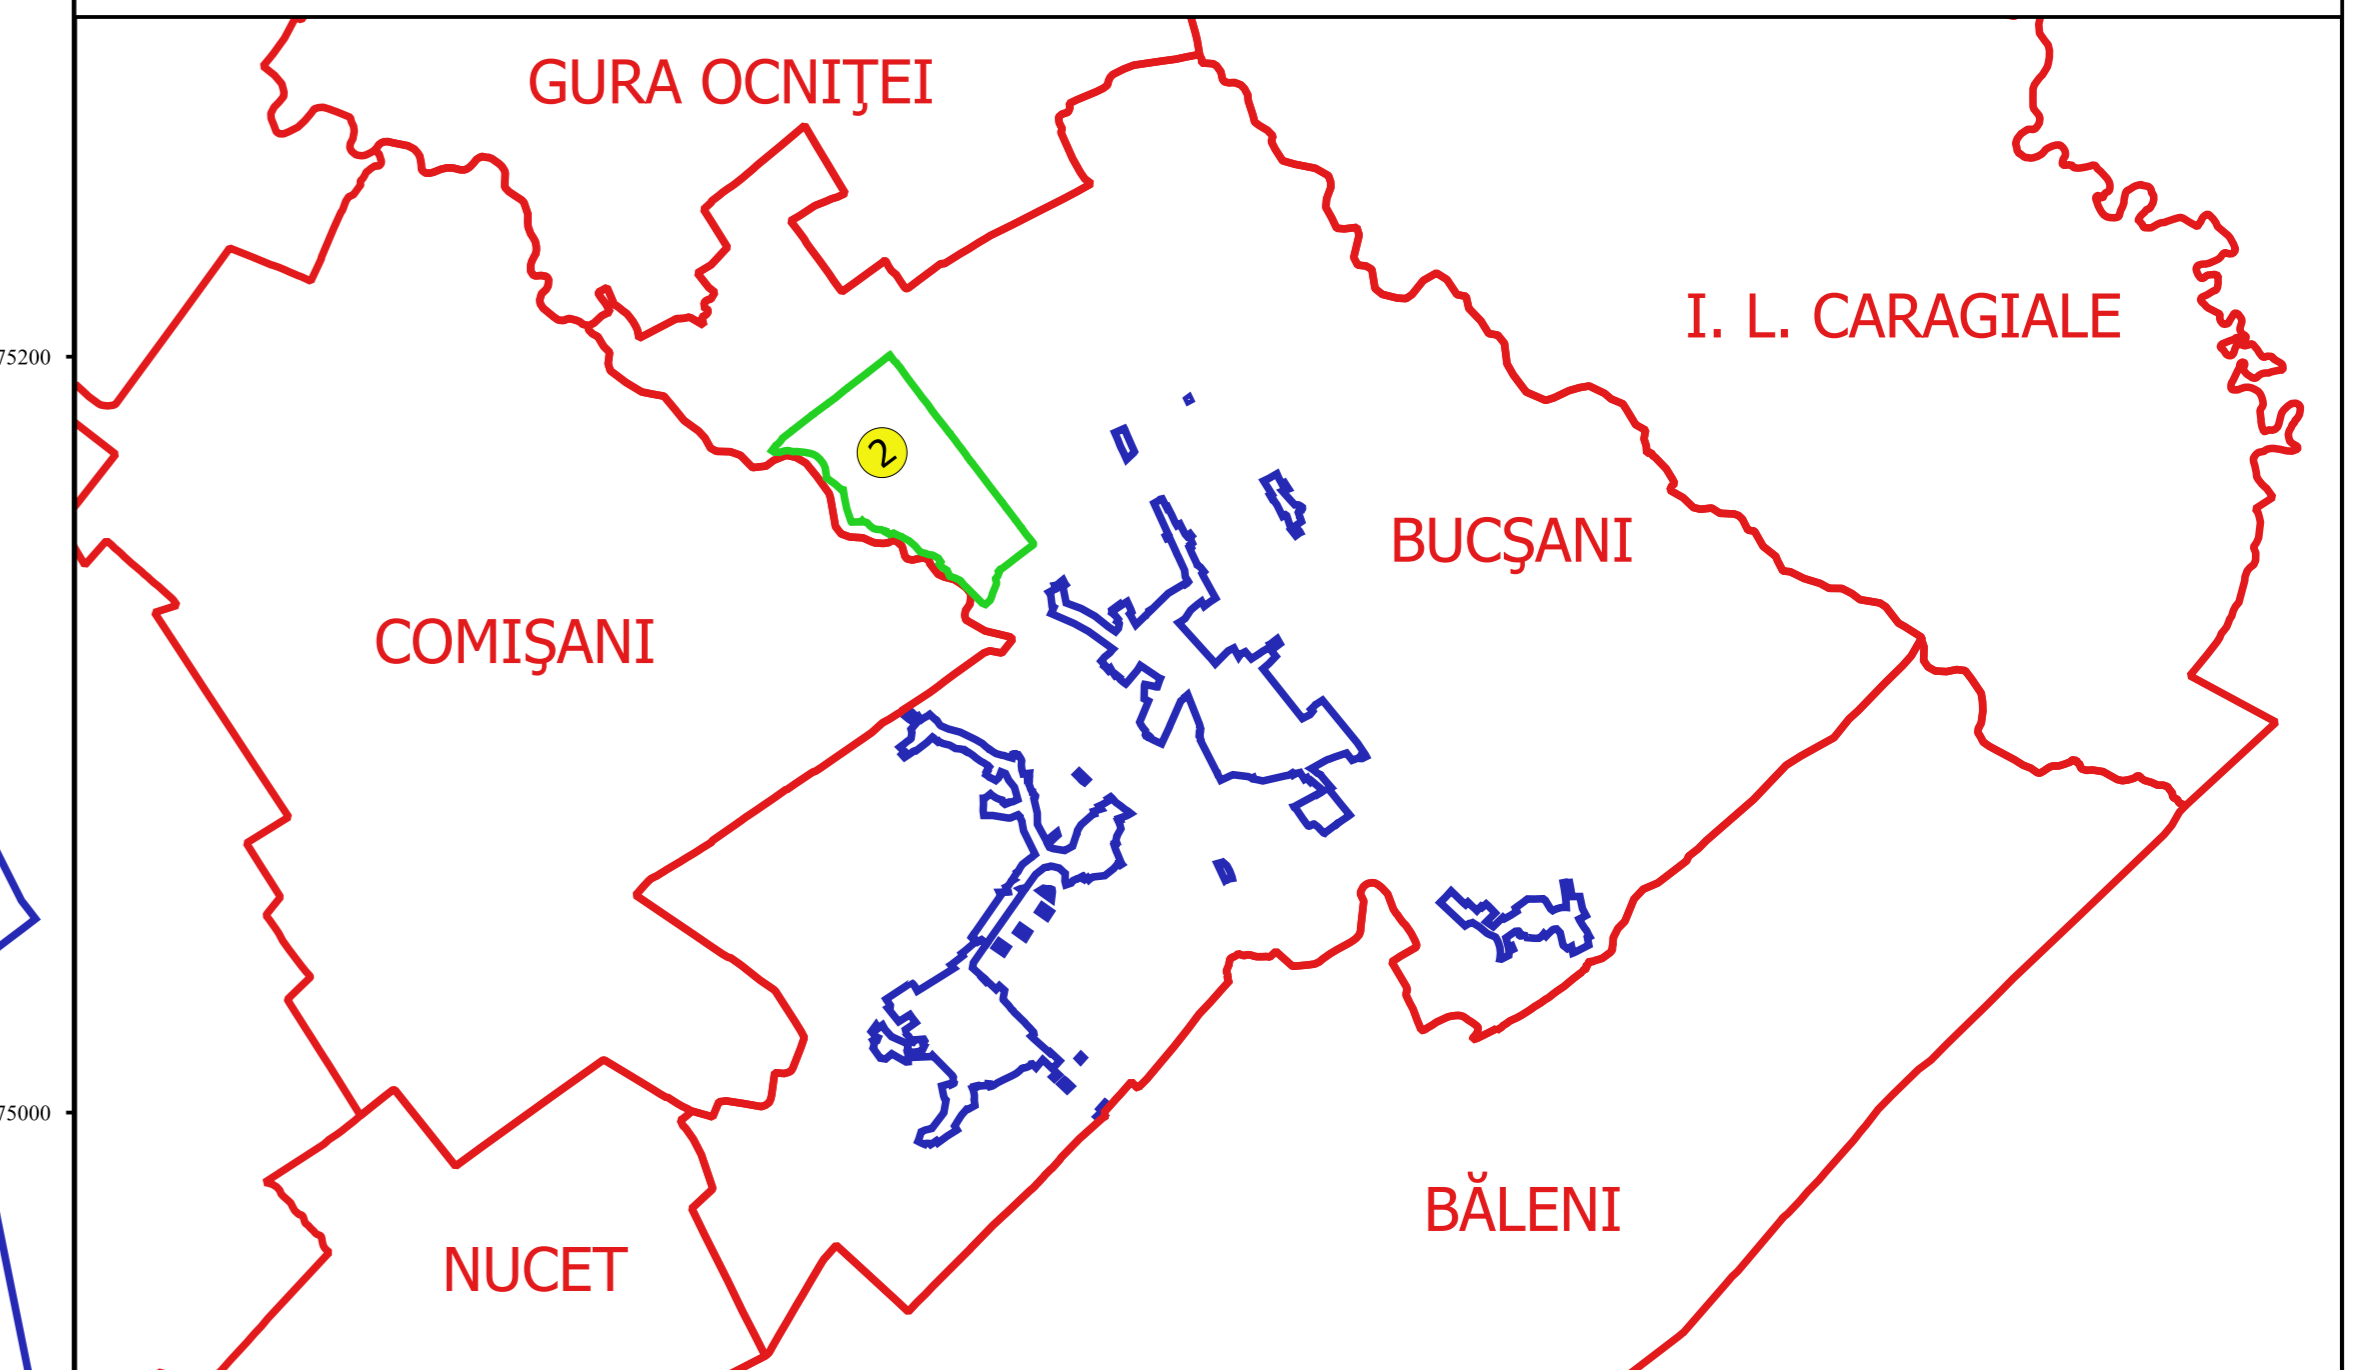 GURA OCNIŢEI
I. L. CARAGIALE
75200
2
BUCŞANI
COMIŞANI
75000
BĂLENI
NUCET